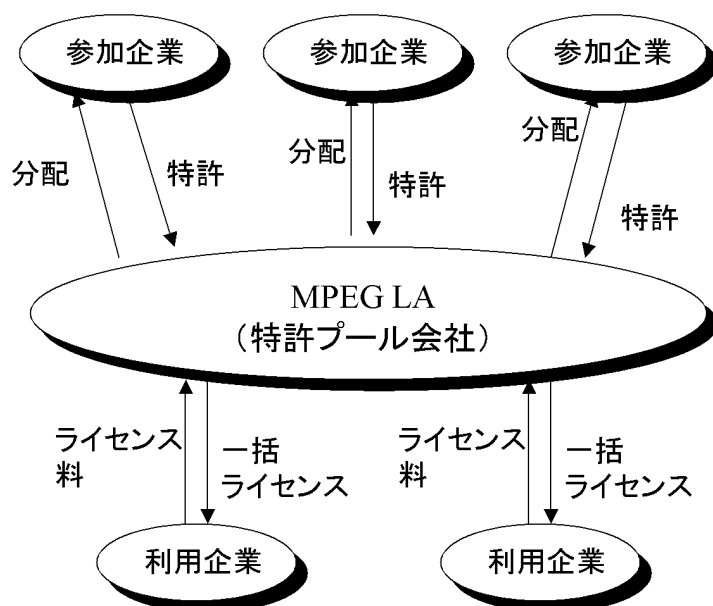 参加企業
参加企業
参加企業
分配
特許
分配
特許
分配
特許
MPEG LA
（特許プール会社）
ライセンス
料
一括
ライセンス
ライセンス
料
一括
ライセンス
利用企業
利用企業